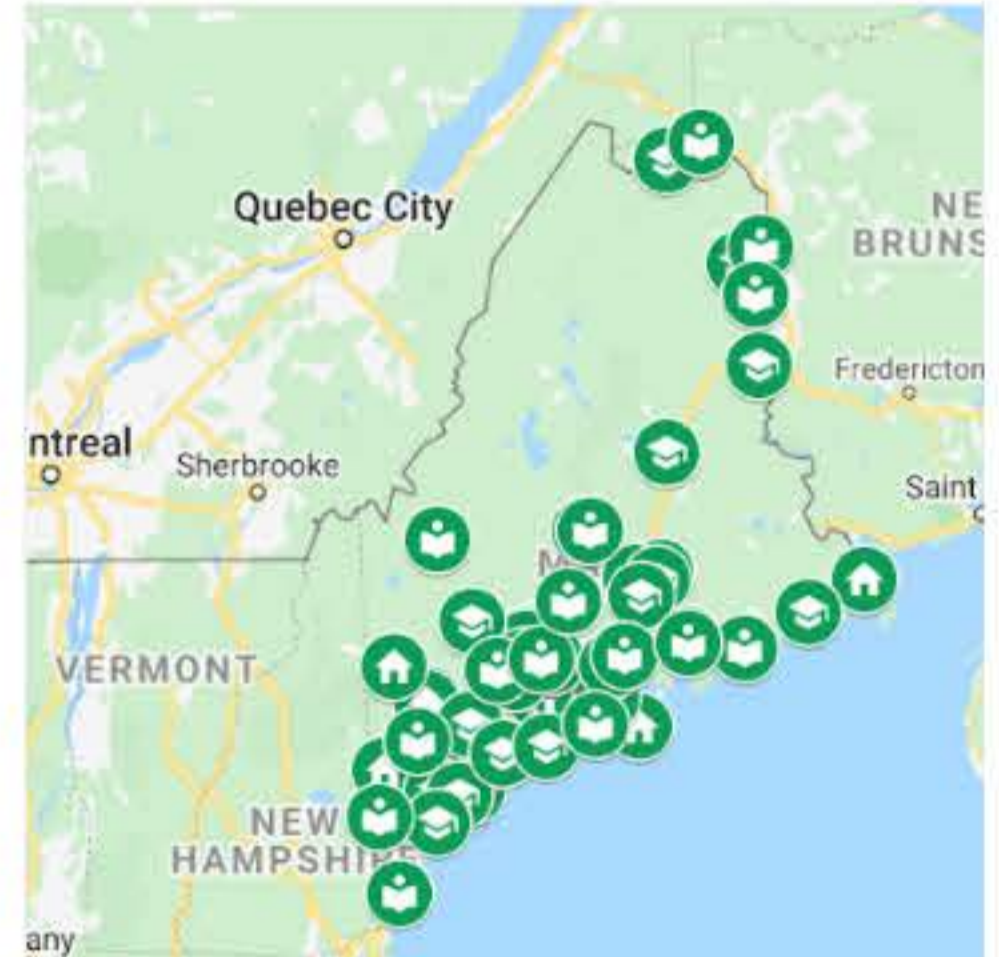 Quebec City
NE
BRUNS
Fredericton
ntreal
Sherbrooke
Saint
M
VERMONT
NEW
HAMPSHIRE
any